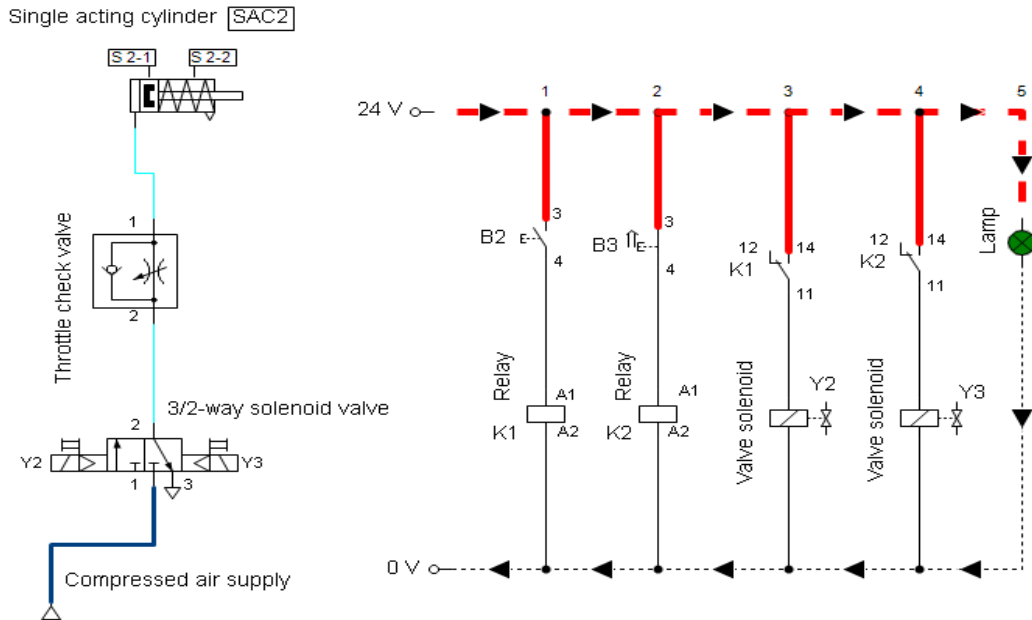 Single acting cylinder SAC2
S 2-1 S 2-2
1 2 3 4 5
24 V
1
Throttle check valve
2
3/2-way solenoid valve
2
Y2 Y3
1 3
Compressed air supply
3
B2
4
3
B3
4
12 14
K1
11
12 14
K2
11
Lamp
Relay
A1
K1 A2
Relay
A1
K2 A2
Valve solenoid
Y2
Valve solenoid
Y3
0 V